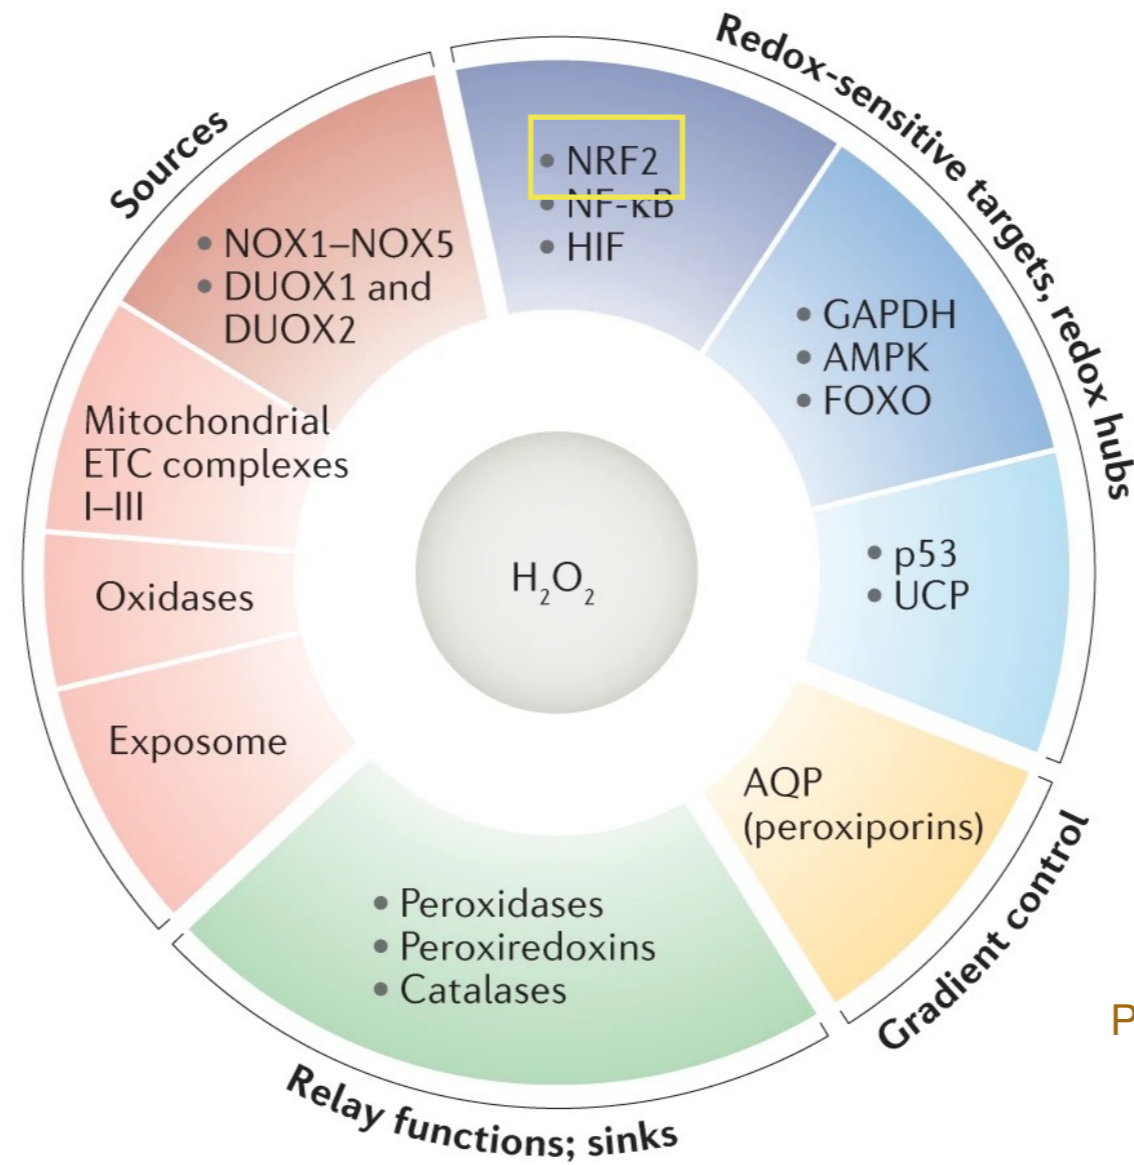 Redox-sensitive targets, redox hubs
• NRF2
• NF-κB
• HIF
• GAPDH
• AMPK
• FOXO
• p53
• UCP
Gradient control
AQP
(peroxiporins)
Relay functions; sinks
• Peroxidases
• Peroxiredoxins
• Catalases
Sources
• NOX1–NOX5
• DUOX1 and
DUOX2
Mitochondrial
ETC complexes
I–III
Oxidases
Exposome
H₂O₂
P